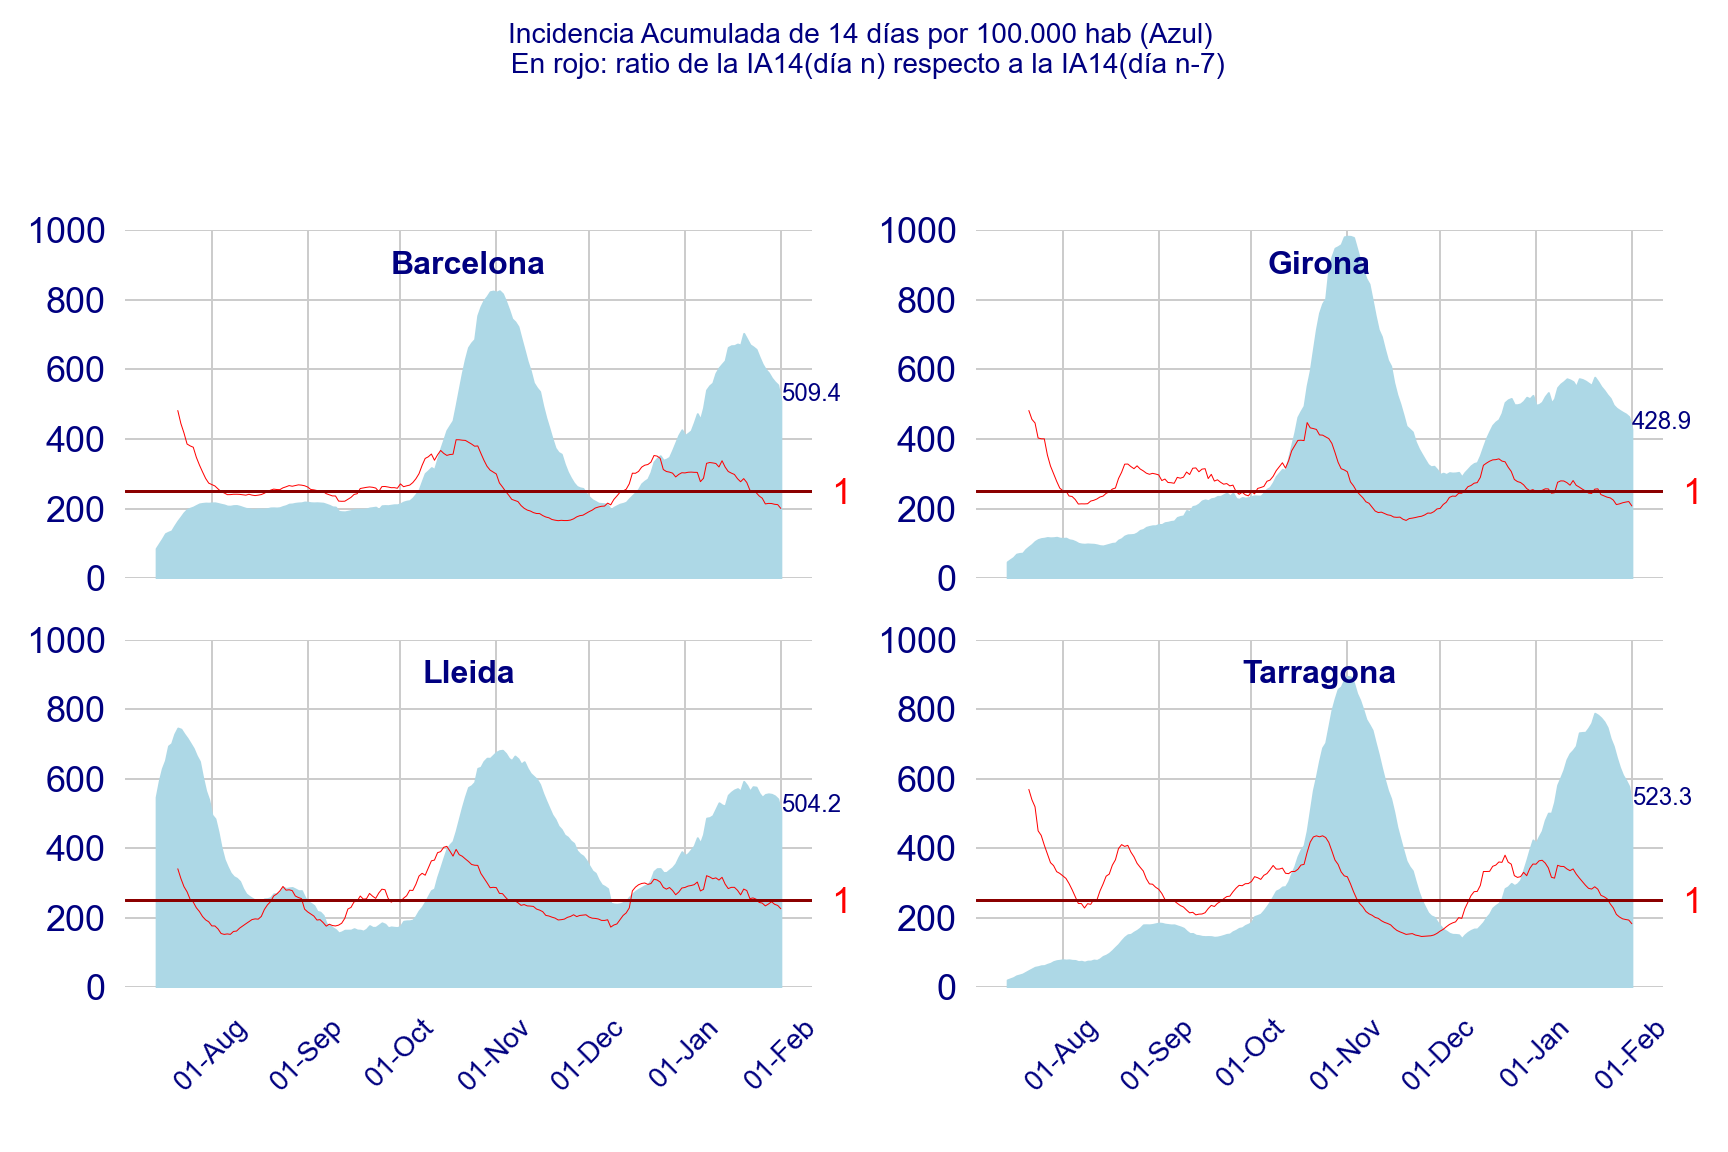 Incidencia Acumulada de 14 días por 100.000 hab (Azul)
En rojo: ratio de la IA14(día n) respecto a la IA14(día n-7)
1000
800
600
400
200
0
Barcelona
509.4
1
1000
800
600
400
200
0
Girona
428.9
1
1000
800
600
400
200
0
Lleida
504.2
1
01-Aug
01-Sep
01-Oct
01-Nov
01-Dec
01-Jan
01-Feb
1000
800
600
400
200
0
Tarragona
523.3
1
01-Aug
01-Sep
01-Oct
01-Nov
01-Dec
01-Jan
01-Feb